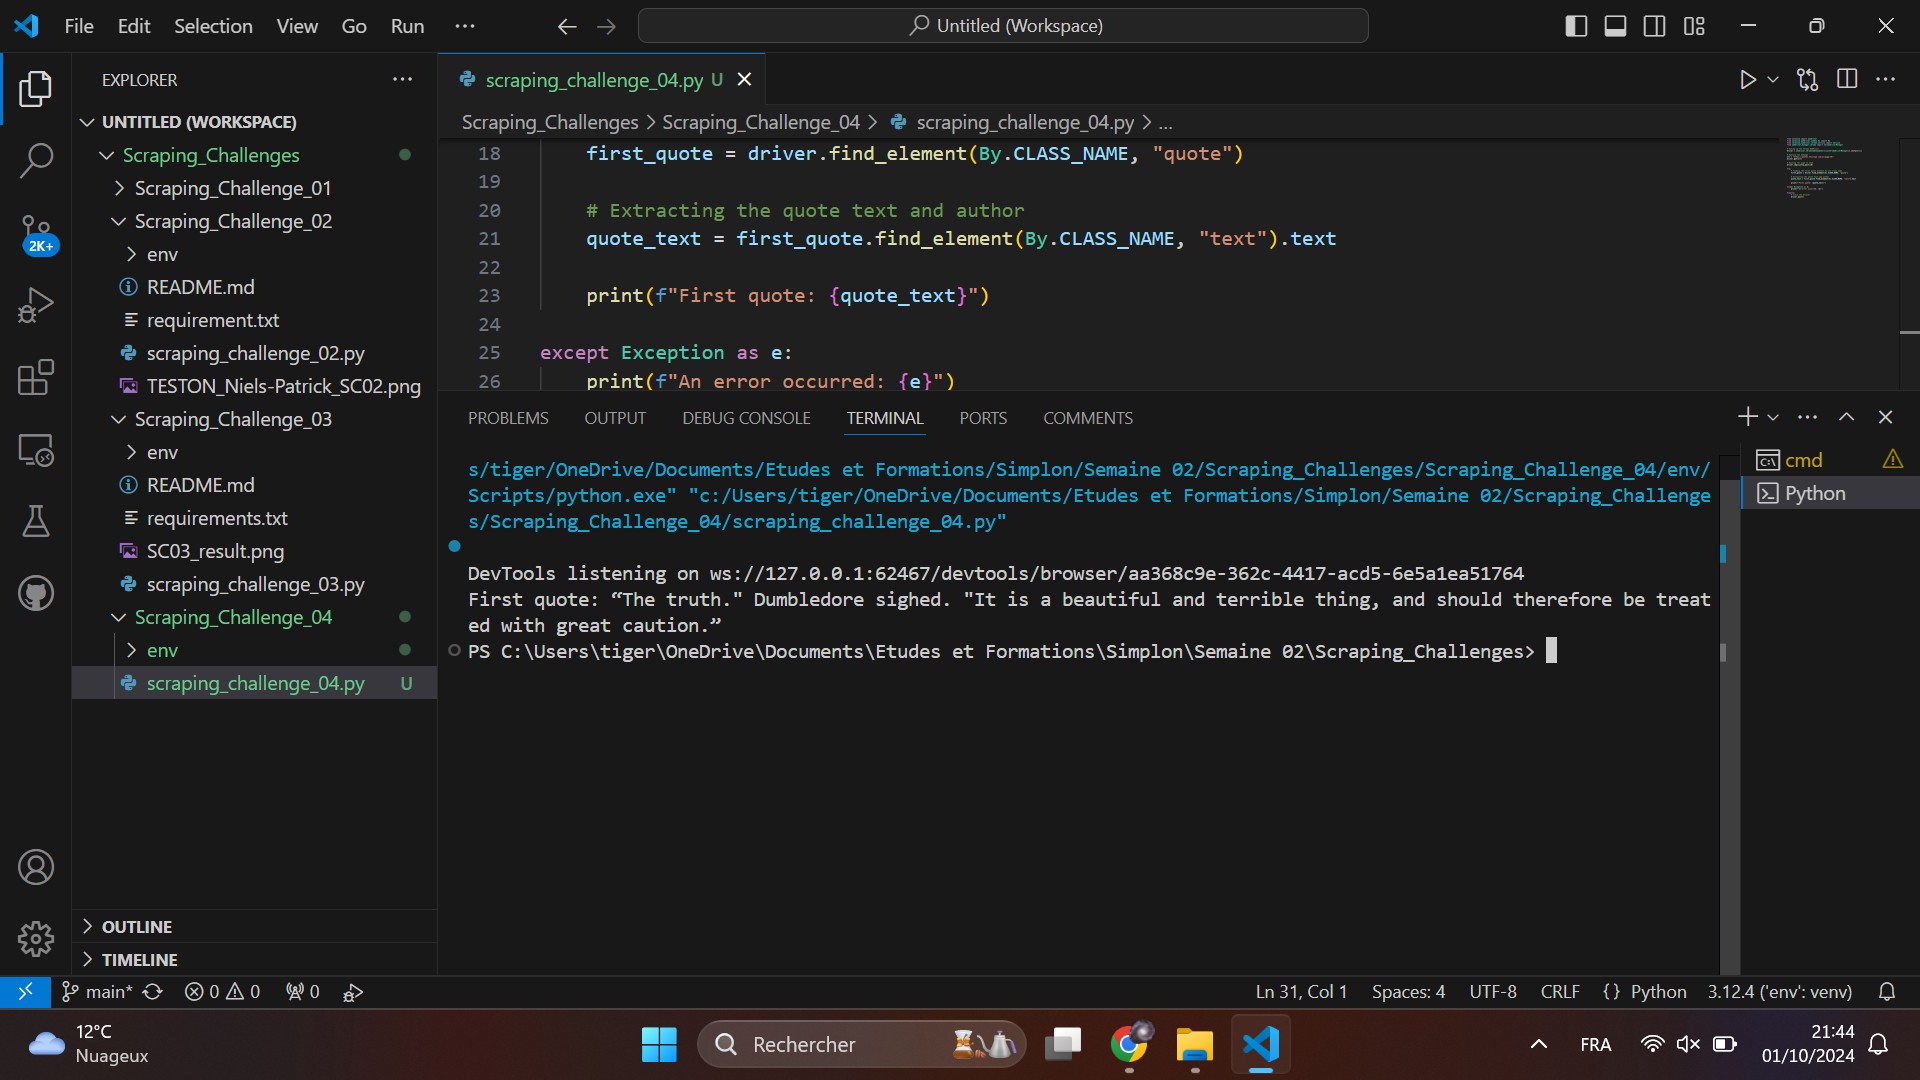 File Edit Selection View Go Run ···
Untitled (Workspace)
EXPLORER
UNTITLED (WORKSPACE)
Scraping_Challenges
Scraping_Challenge_01
Scraping_Challenge_02
env
README.md
requirement.txt
scraping_challenge_02.py
TESTON_Niels-Patrick_SC02.png
Scraping_Challenge_03
env
README.md
requirements.txt
SC03_result.png
scraping_challenge_03.py
Scraping_Challenge_04
env
scraping_challenge_04.py U
OUTLINE
TIMELINE
2K+
scraping_challenge_04.py U
Scraping_Challenges > Scraping_Challenge_04 > scraping_challenge_04.py > ...
18 first_quote = driver.find_element(By.CLASS_NAME, "quote")
19
20 # Extracting the quote text and author
21 quote_text = first_quote.find_element(By.CLASS_NAME, "text").text
22
23 print(f"First quote: {quote_text}")
24
25 except Exception as e:
26 print(f"An error occurred: {e}")
PROBLEMS OUTPUT DEBUG CONSOLE TERMINAL PORTS COMMENTS
s/tiger/OneDrive/Documents/Etudes et Formations/Simplon/Semaine 02/Scraping_Challenges/Scraping_Challenge_04/env/
Scripts/python.exe" "c:/Users/tiger/OneDrive/Documents/Etudes et Formations/Simplon/Semaine 02/Scraping_Challenge
s/Scraping_Challenge_04/scraping_challenge_04.py"
DevTools listening on ws://127.0.0.1:62467/devtools/browser/aa368c9e-362c-4417-acd5-6e5a1ea51764
First quote: “The truth." Dumbledore sighed. "It is a beautiful and terrible thing, and should therefore be treat
ed with great caution.”
PS C:\Users\tiger\OneDrive\Documents\Etudes et Formations\Simplon\Semaine 02\Scraping_Challenges>
cmd
Python
main* 0 0 0
Ln 31, Col 1 Spaces: 4 UTF-8 CRLF {} Python 3.12.4 ('env': venv)
12°C
Nuageux
Rechercher
FRA
21:44
01/10/2024